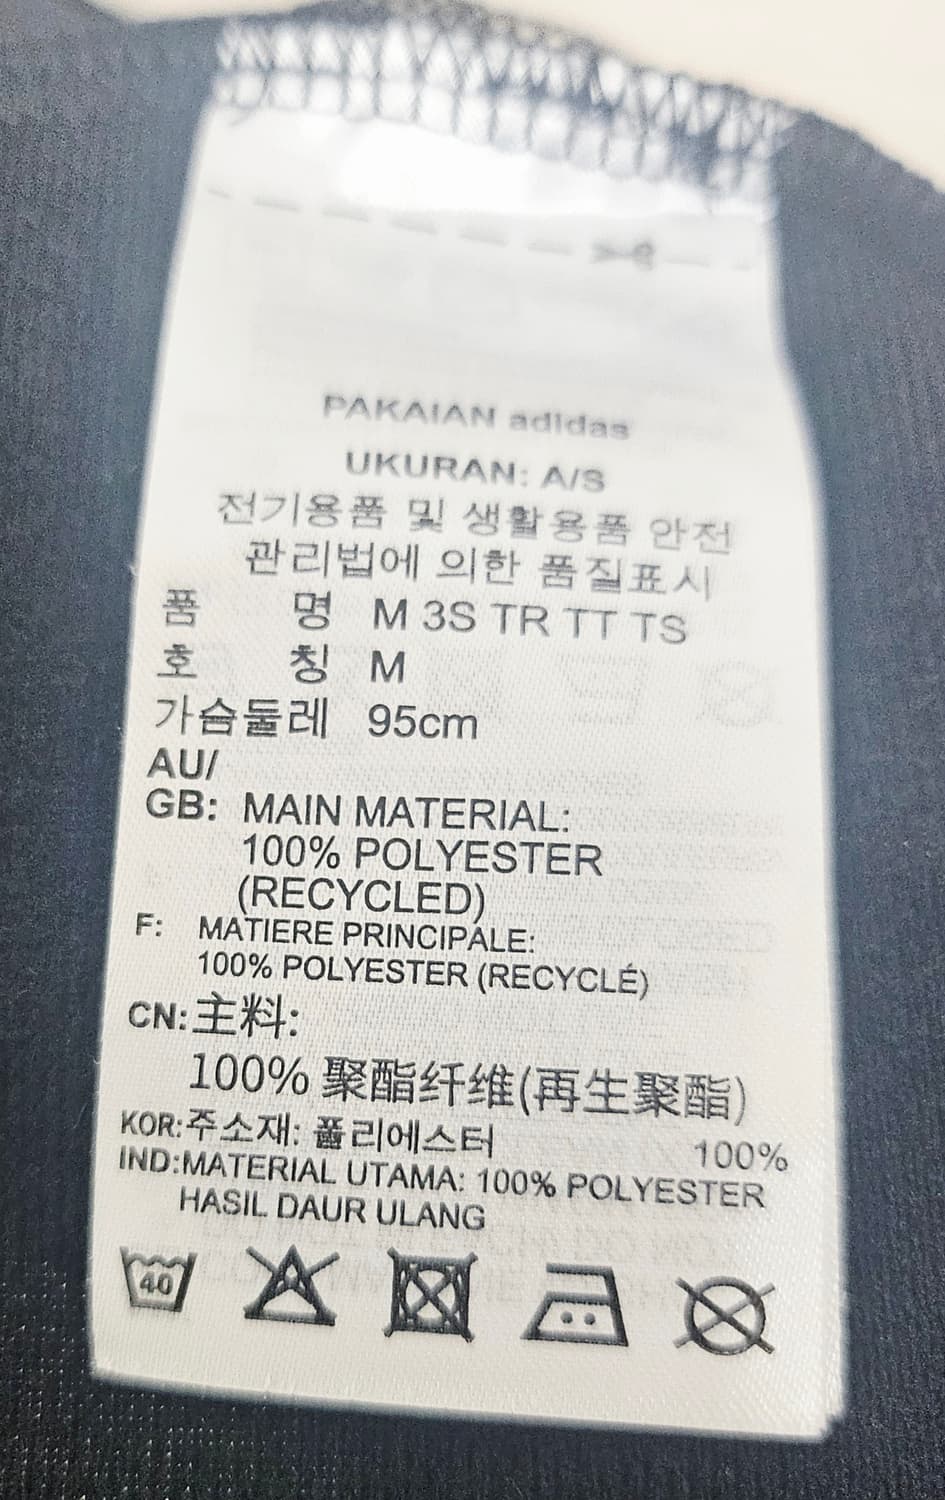 PAKAIAN adidas
UKURAN: A/S
전기용품 및 생활용품 안전
관리법에 의한 품질표시
품 명 M 3S TR TT TS
호 칭 M
가슴둘레 95cm
AU/
GB: MAIN MATERIAL:
100% POLYESTER
(RECYCLED)
F: MATIERE PRINCIPALE:
100% POLYESTER (RECYCLÉ)
CN:主料:
100% 聚酯纤维(再生聚酯)
KOR:주소재: 폴리에스터 100%
IND:MATERIAL UTAMA: 100% POLYESTER
HASIL DAUR ULANG
40